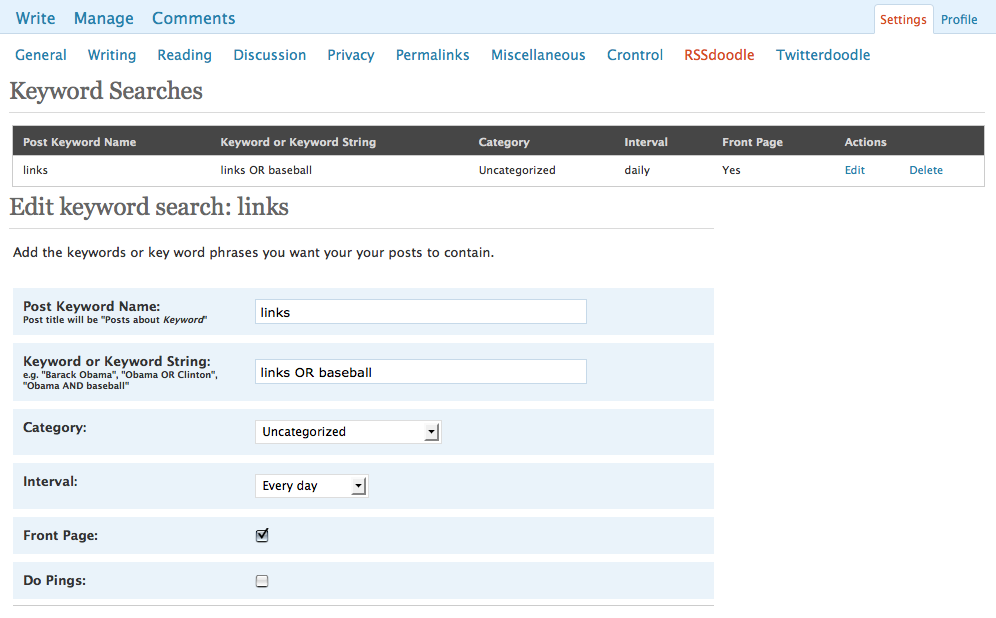 Write Manage Comments Settings Profile
General Writing Reading Discussion Privacy Permalinks Miscellaneous Crontrol RSSdoodle Twitterdoodle
Keyword Searches
Post Keyword Name Keyword or Keyword String Category Interval Front Page Actions
links links OR baseball Uncategorized daily Yes Edit Delete
Edit keyword search: links
Add the keywords or key word phrases you want your your posts to contain.
Post Keyword Name:
Post title will be "Posts about Keyword"
links
Keyword or Keyword String:
e.g. "Barack Obama", "Obama OR Clinton",
"Obama AND baseball"
links OR baseball
Category: Uncategorized
Interval: Every day
Front Page:
Do Pings: